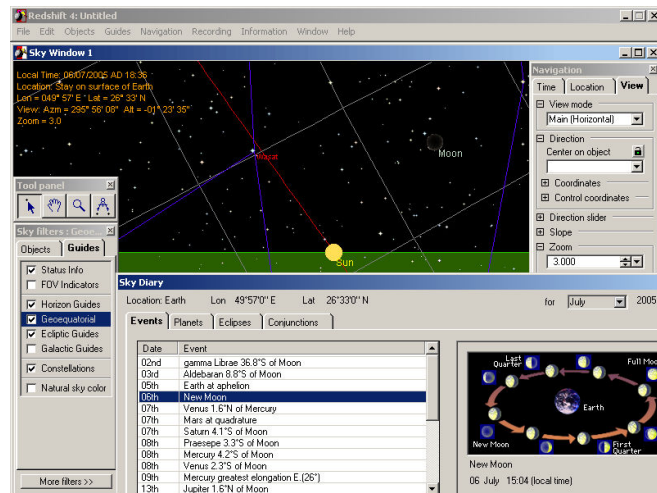 Redshift 4: Untitled
File Edit Objects Guides Navigation Recording Information Window Help
Sky Window 1
Local Time: 06/07/2005 AD 18:36
Location: Stay on surface of Earth
Lon = 049° 57' E Lat = 26° 33' N
View: Azm = 295° 56' 08" Alt = -01° 23' 35"
Zoom = 3.0
Moon
Sun
Navigation
Time Location View
View mode
Main (Horizontal)
Direction
Center on object
Coordinates
Control coordinates
Direction slider
Slope
Zoom
3.000
Tool panel
Sky filters : Geoe...
Objects Guides
Status Info
FOV Indicators
Horizon Guides
Geoequatorial
Ecliptic Guides
Galactic Guides
Constellations
Natural sky color
More filters >>
Sky Diary
Location: Earth Lon 49°57'0" E Lat 26°33'0" N for July 2005
Events Planets Eclipses Conjunctions
Date Event
02nd gamma Librae 36.8"S of Moon
03rd Aldebaran 8.8"S of Moon
05th Earth at aphelion
06th New Moon
07th Venus 1.6"N of Mercury
07th Mars at quadrature
07th Saturn 4.1"S of Moon
08th Praesepe 3.3"S of Moon
08th Mercury 4.2"S of Moon
08th Venus 2.3"S of Moon
09th Mercury greatest elongation E.(26°)
13th Jupiter 1.6"N of Moon
Last Quarter
Full Moon
Earth
New Moon
First Quarter
New Moon
06 July 15:04 (local time)